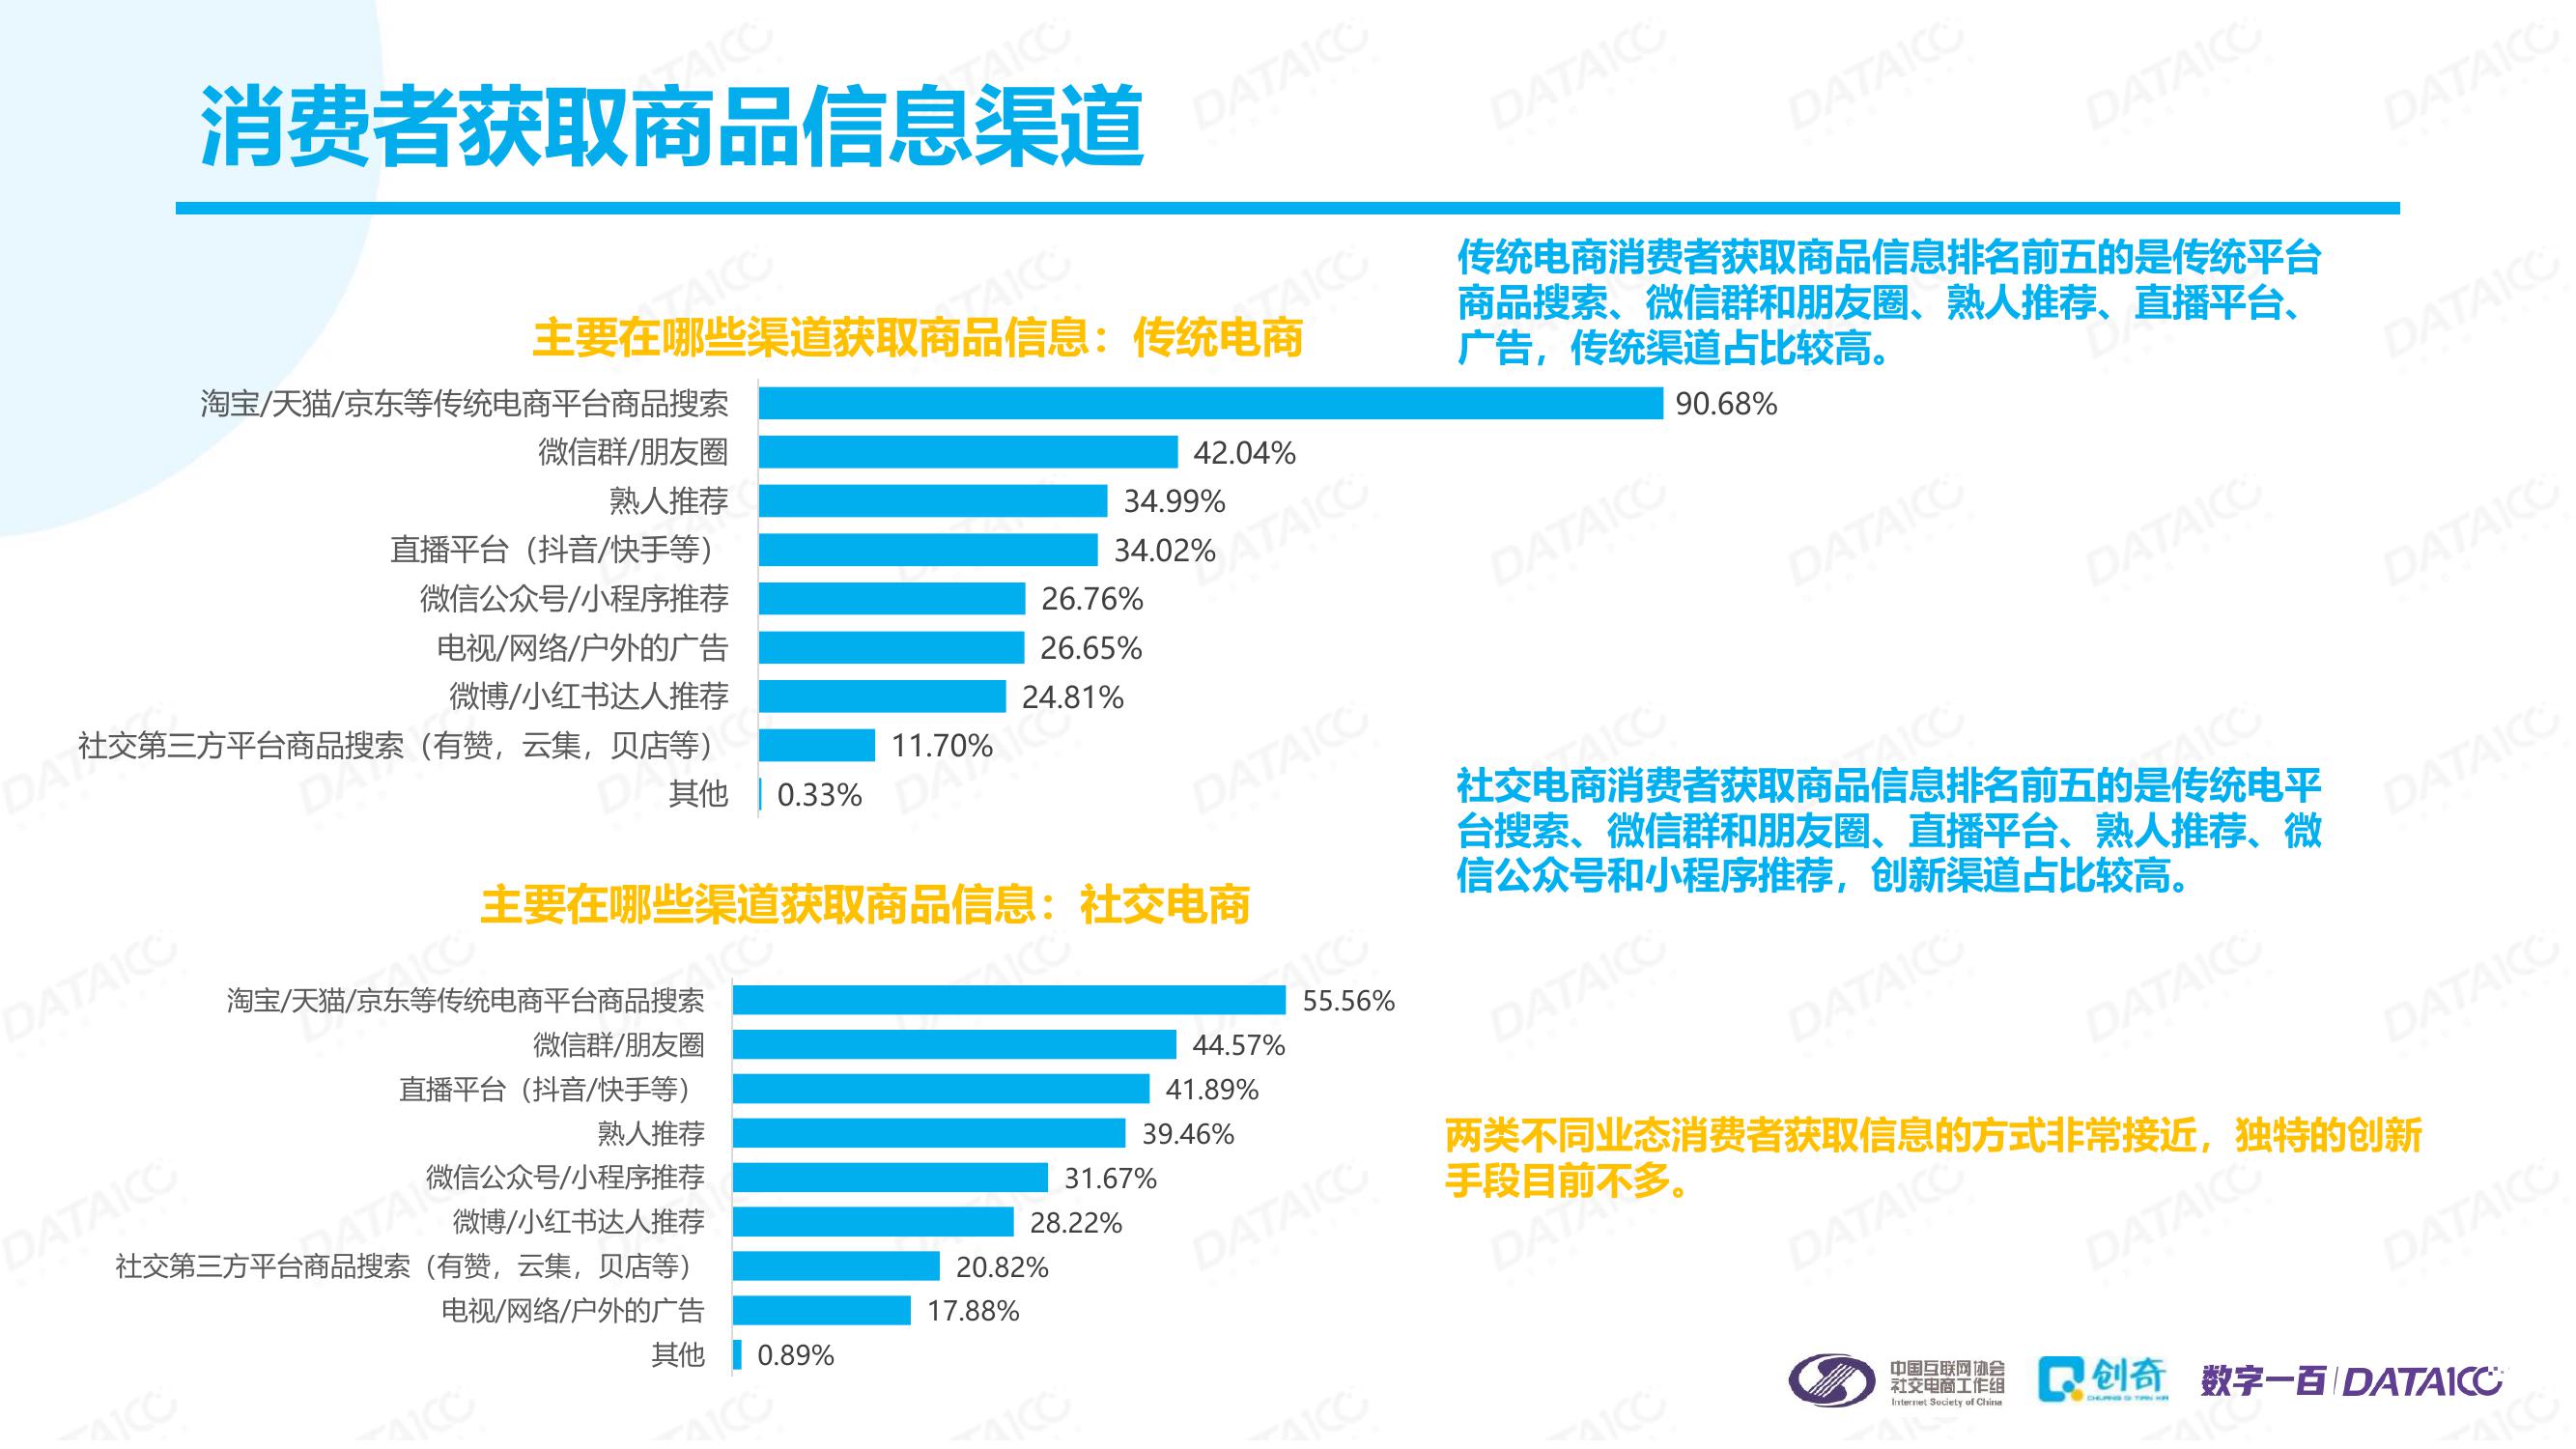 消费者获取商品信息渠道
传统电商消费者获取商品信息排名前五的是传统平台
商品搜索、微信群和朋友圈、熟人推荐、直播平台、
广告，传统渠道占比较高。
主要在哪些渠道获取商品信息：传统电商
淘宝/天猫/京东等传统电商平台商品搜索 90.68%
微信群/朋友圈 42.04%
熟人推荐 34.99%
直播平台（抖音/快手等） 34.02%
微信公众号/小程序推荐 26.76%
电视/网络/户外的广告 26.65%
微博/小红书达人推荐 24.81%
社交第三方平台商品搜索（有赞，云集，贝店等） 11.70%
其他 0.33%
社交电商消费者获取商品信息排名前五的是传统电平
台搜索、微信群和朋友圈、直播平台、熟人推荐、微
信公众号和小程序推荐，创新渠道占比较高。
主要在哪些渠道获取商品信息：社交电商
淘宝/天猫/京东等传统电商平台商品搜索 55.56%
微信群/朋友圈 44.57%
直播平台（抖音/快手等） 41.89%
熟人推荐 39.46%
微信公众号/小程序推荐 31.67%
微博/小红书达人推荐 28.22%
社交第三方平台商品搜索（有赞，云集，贝店等） 20.82%
电视/网络/户外的广告 17.88%
其他 0.89%
两类不同业态消费者获取信息的方式非常接近，独特的创新
手段目前不多。
中国互联网协会
社交电商工作组
Internet Society of China
创奇
CHUANG QI TIAN XIA
数字一百 DATA100